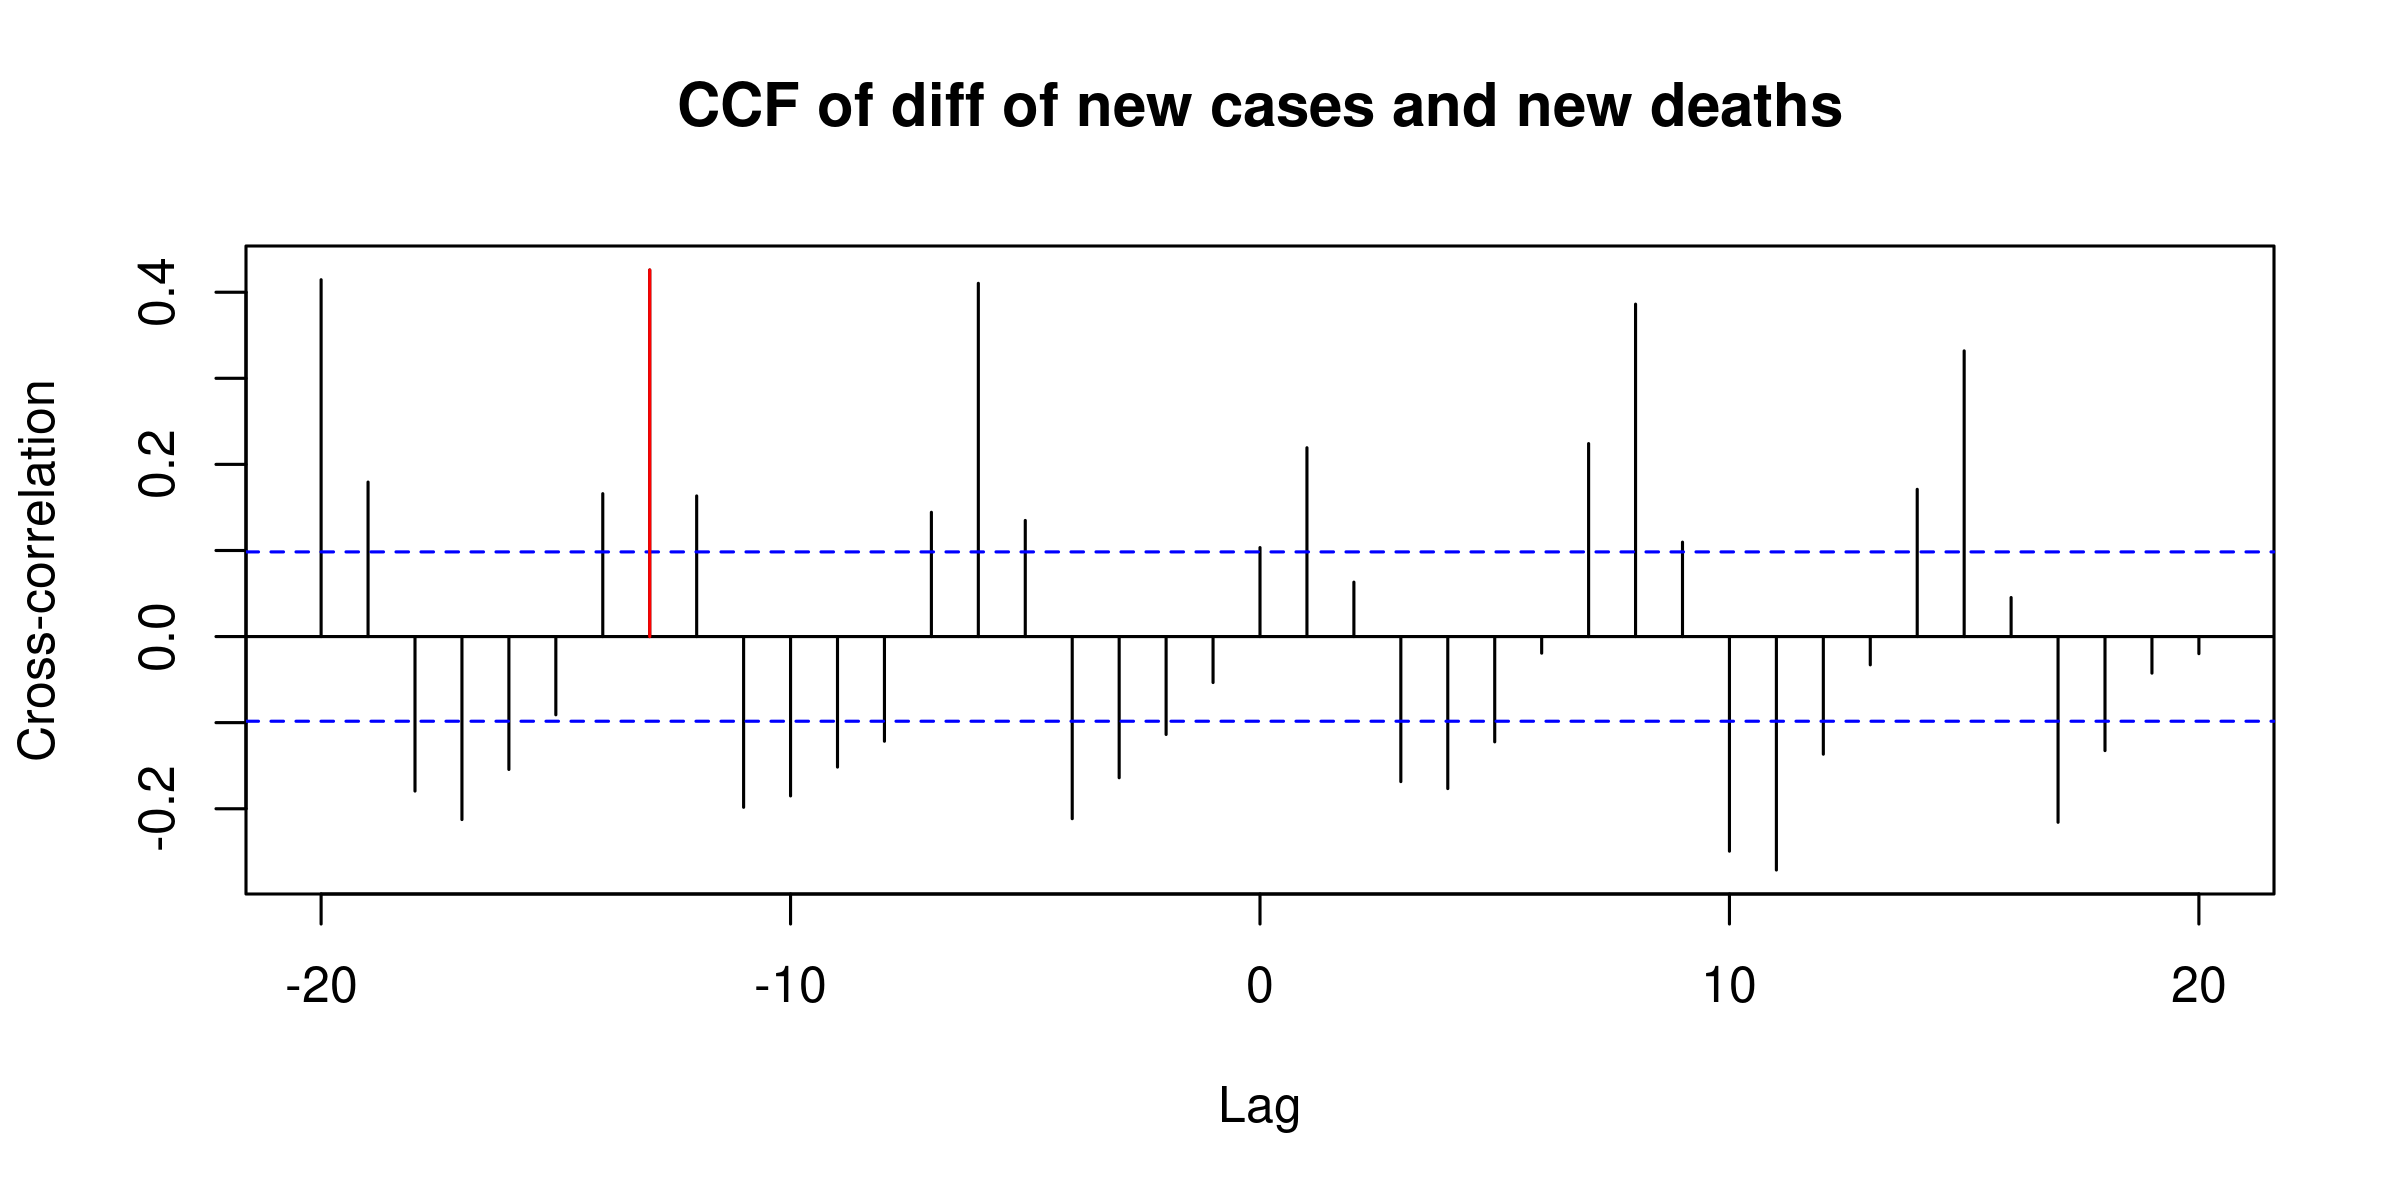 CCF of diff of new cases and new deaths
Cross-correlation
0.4
0.2
0.0
-0.2
-20 -10 0 10 20
Lag